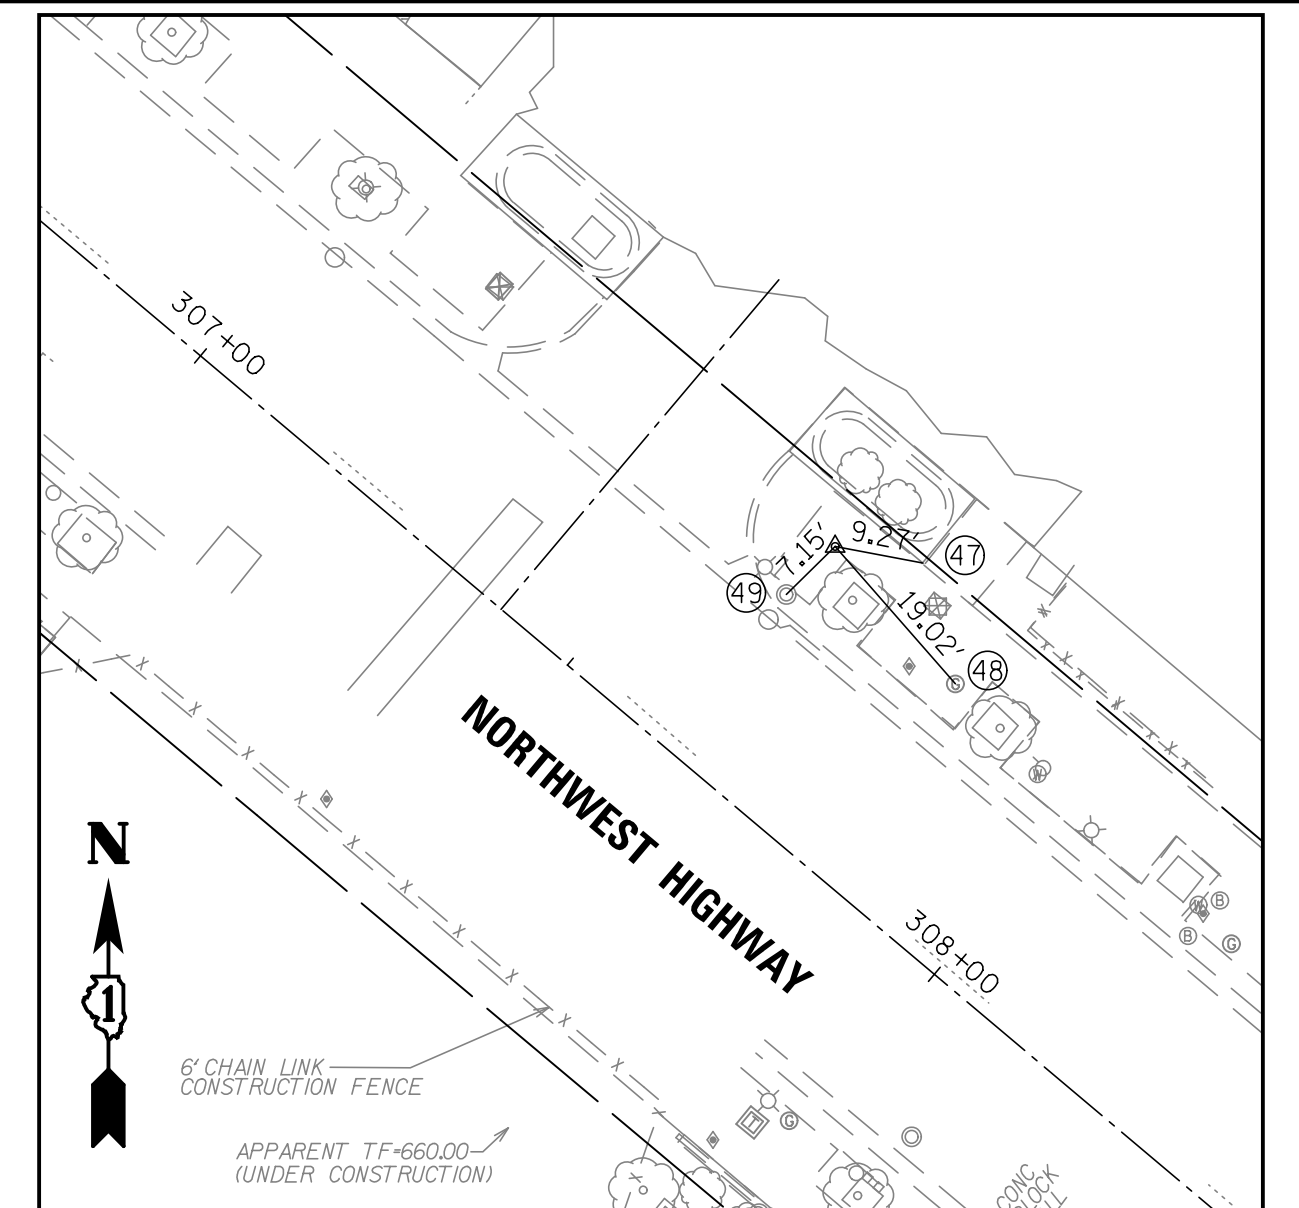 307+00
9.27'
47
7.15'
49
19.02'
G
48
NORTHWEST HIGHWAY
W
N
1
308+00
W
B
B
G
6' CHAIN LINK
CONSTRUCTION FENCE
T
G
APPARENT TF=660.00
(UNDER CONSTRUCTION)
CONC